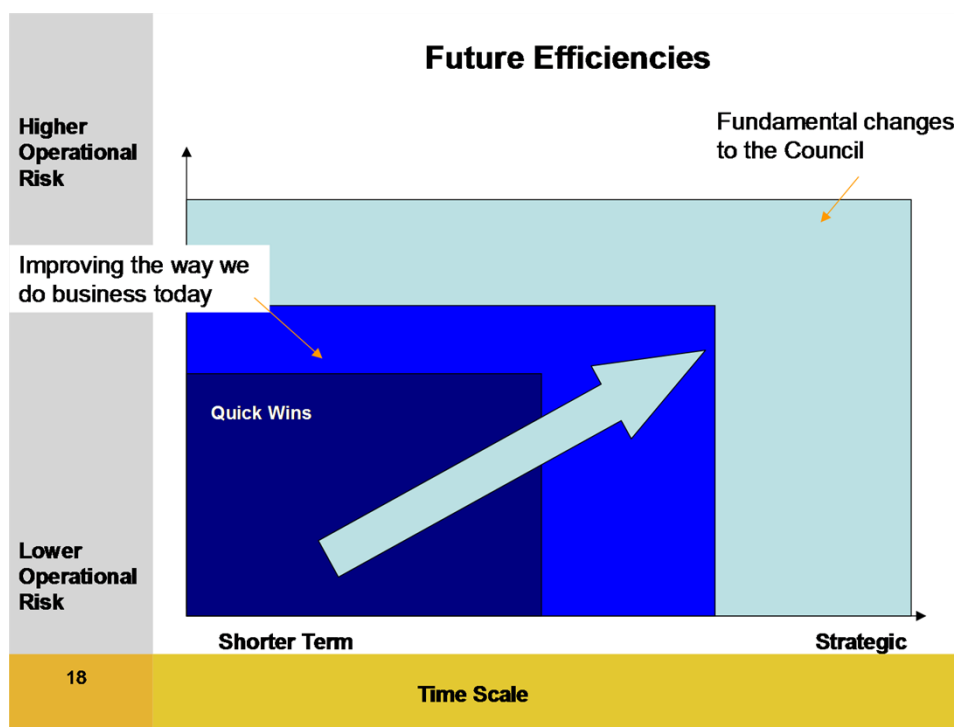 Future Efficiencies
Fundamental changes
to the Council
Higher
Operational
Risk
Improving the way we
do business today
Quick Wins
Lower
Operational
Risk
Shorter Term
Strategic
18
Time Scale